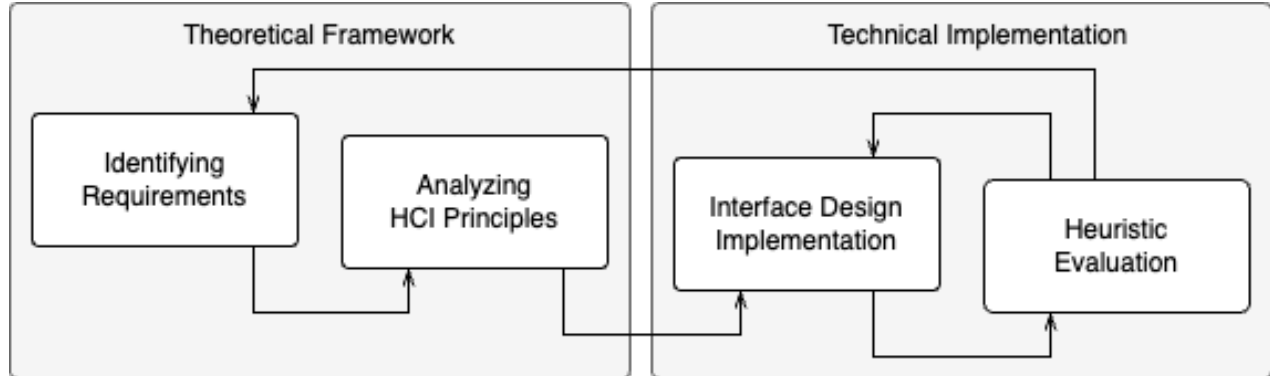 Theoretical Framework
Technical Implementation
Identifying
Requirements
Analyzing
HCI Principles
Interface Design
Implementation
Heuristic
Evaluation